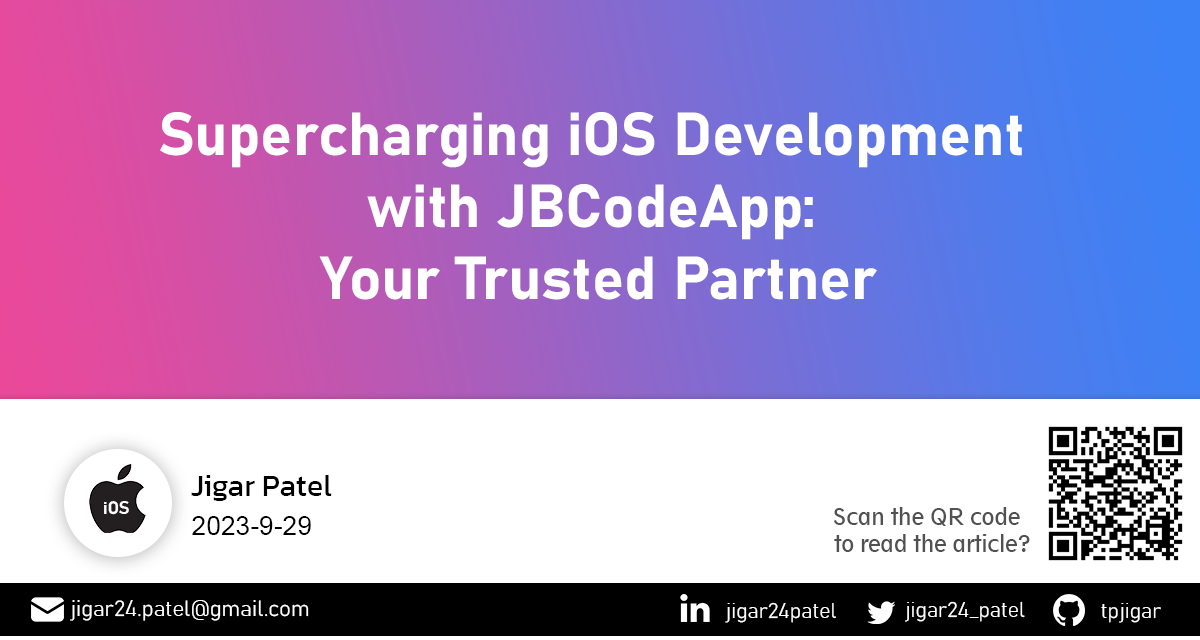 Supercharging iOS Development
with JBCodeApp:
Your Trusted Partner
iOS
Jigar Patel
2023-9-29
Scan the QR code
to read the article?
jigar24.patel@gmail.com
in jigar24patel
jigar24_patel
tpjigar